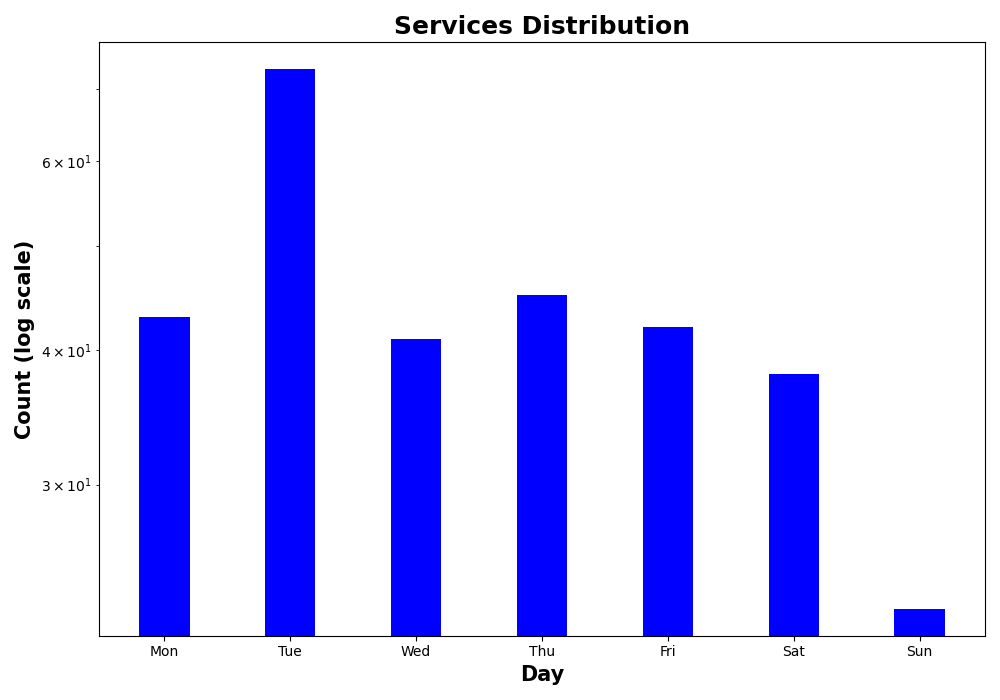 Services Distribution
Count (log scale)
6 × 10¹
4 × 10¹
3 × 10¹
Mon Tue Wed Thu Fri Sat Sun
Day